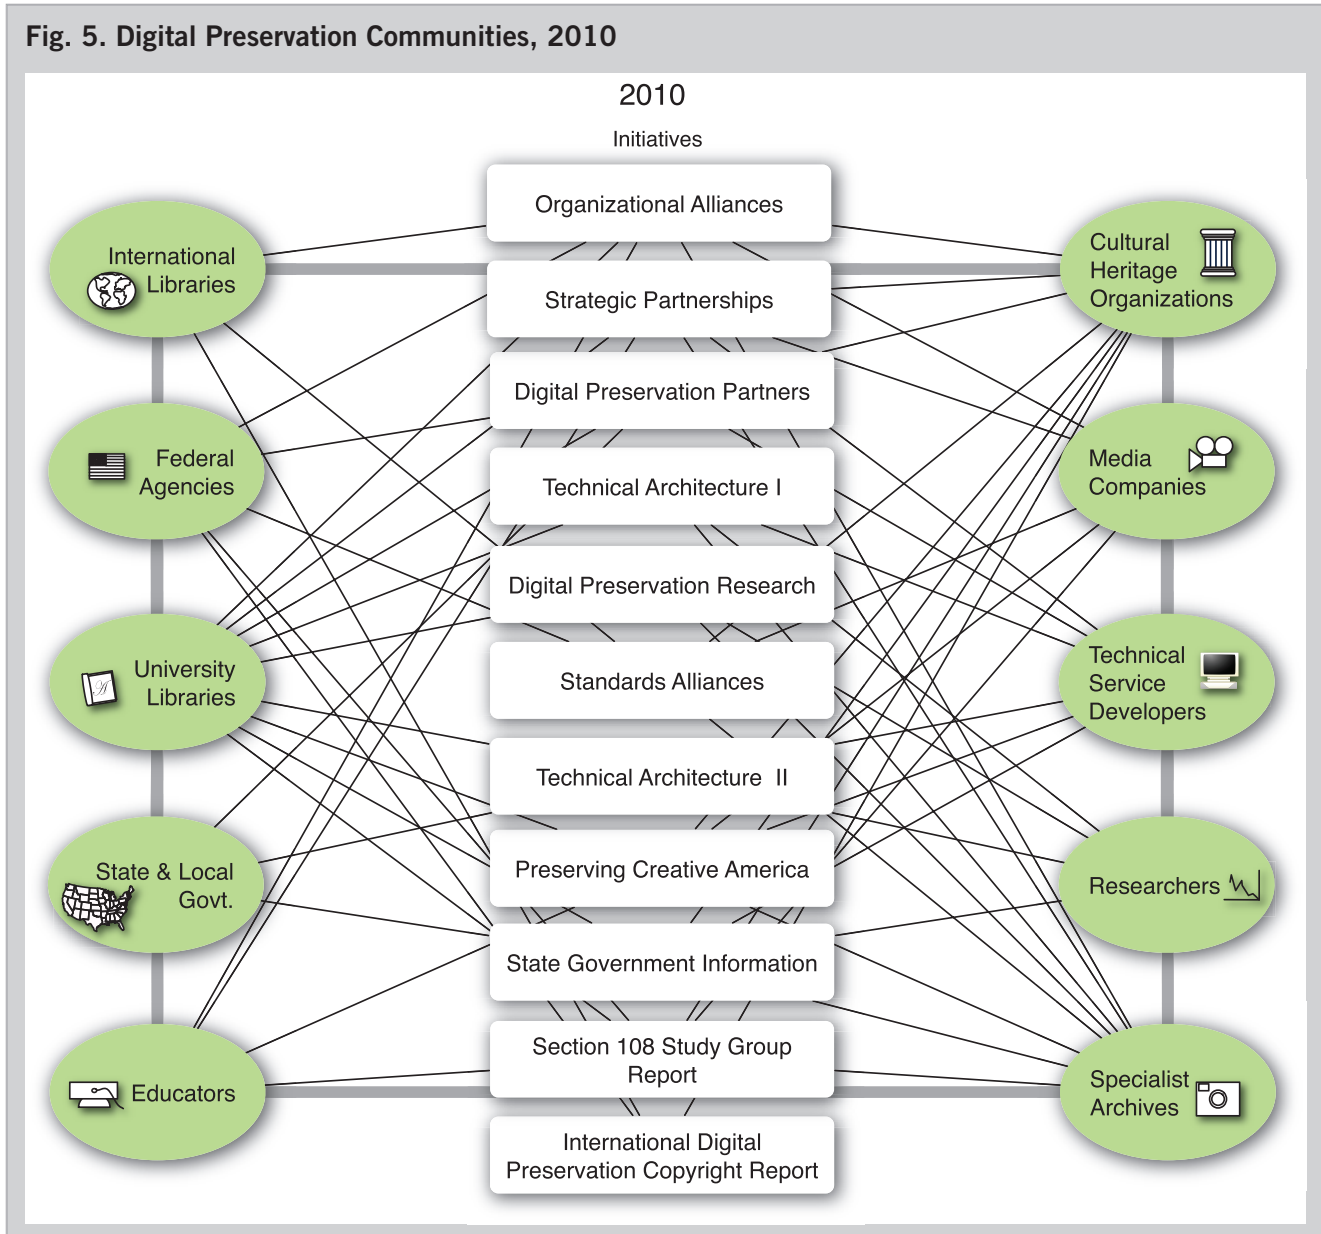 Fig. 5. Digital Preservation Communities, 2010
2010
Initiatives
Organizational Alliances
Strategic Partnerships
Digital Preservation Partners
Technical Architecture I
Digital Preservation Research
Standards Alliances
Technical Architecture II
Preserving Creative America
State Government Information
Section 108 Study Group
Report
International Digital
Preservation Copyright Report
International
Libraries
Federal
Agencies
University
Libraries
State & Local
Govt.
Educators
Cultural
Heritage
Organizations
Media
Companies
Technical
Service
Developers
Researchers
Specialist
Archives